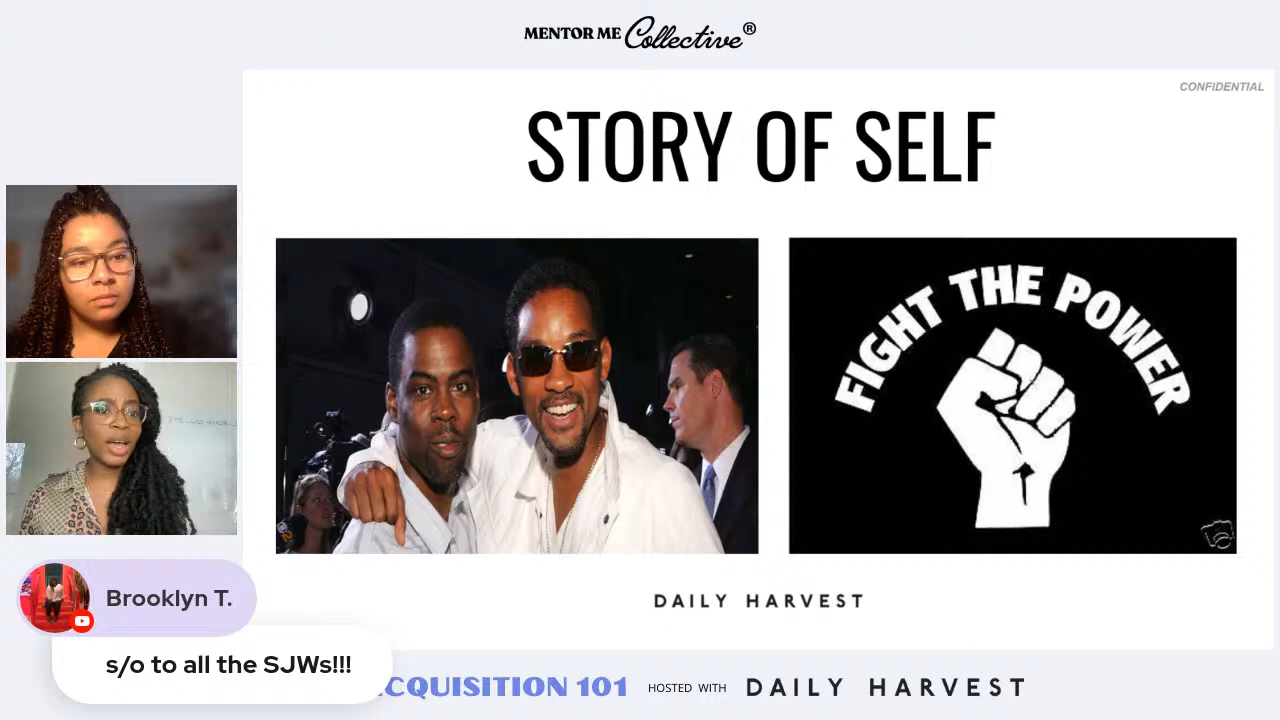 MENTOR ME Collective®
CONFIDENTIAL
STORY OF SELF
FIGHT THE POWER
DAILY HARVEST
Brooklyn T.
s/o to all the SJWs!!!
CQUISITION 101 HOSTED WITH DAILY HARVEST